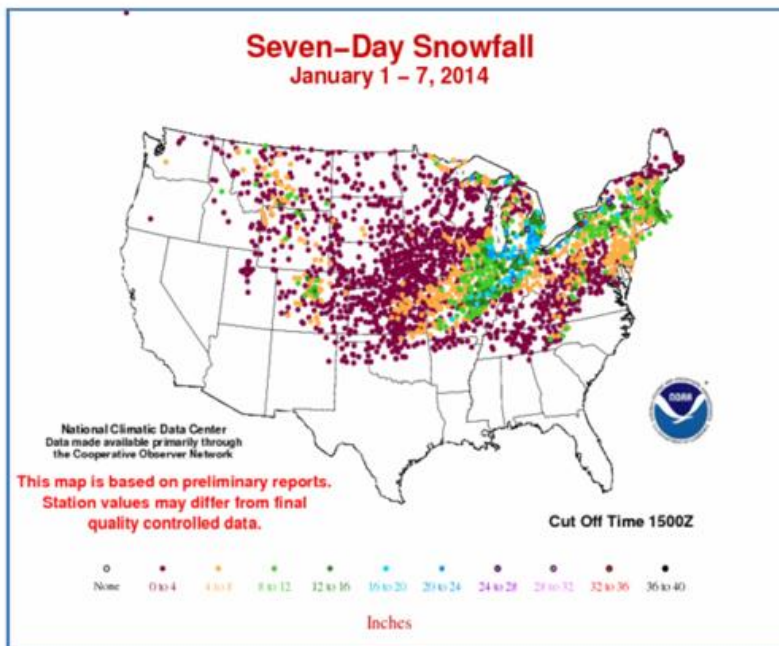 Seven-Day Snowfall
January 1 - 7, 2014
NOAA
National Climatic Data Center
Data made available primarily through
the Cooperative Observer Network
This map is based on preliminary reports.
Station values may differ from final
quality controlled data.
Cut Off Time 1500Z
None 0 to 4 4 to 8 8 to 12 12 to 16 16 to 20 20 to 24 24 to 28 28 to 32 32 to 36 36 to 40
Inches